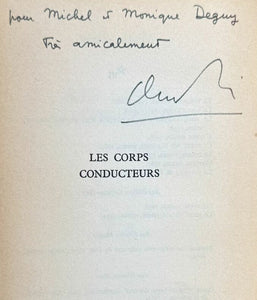 pour Michel et Monique Deguy
Très amicalement
LES CORPS
CONDUCTEURS